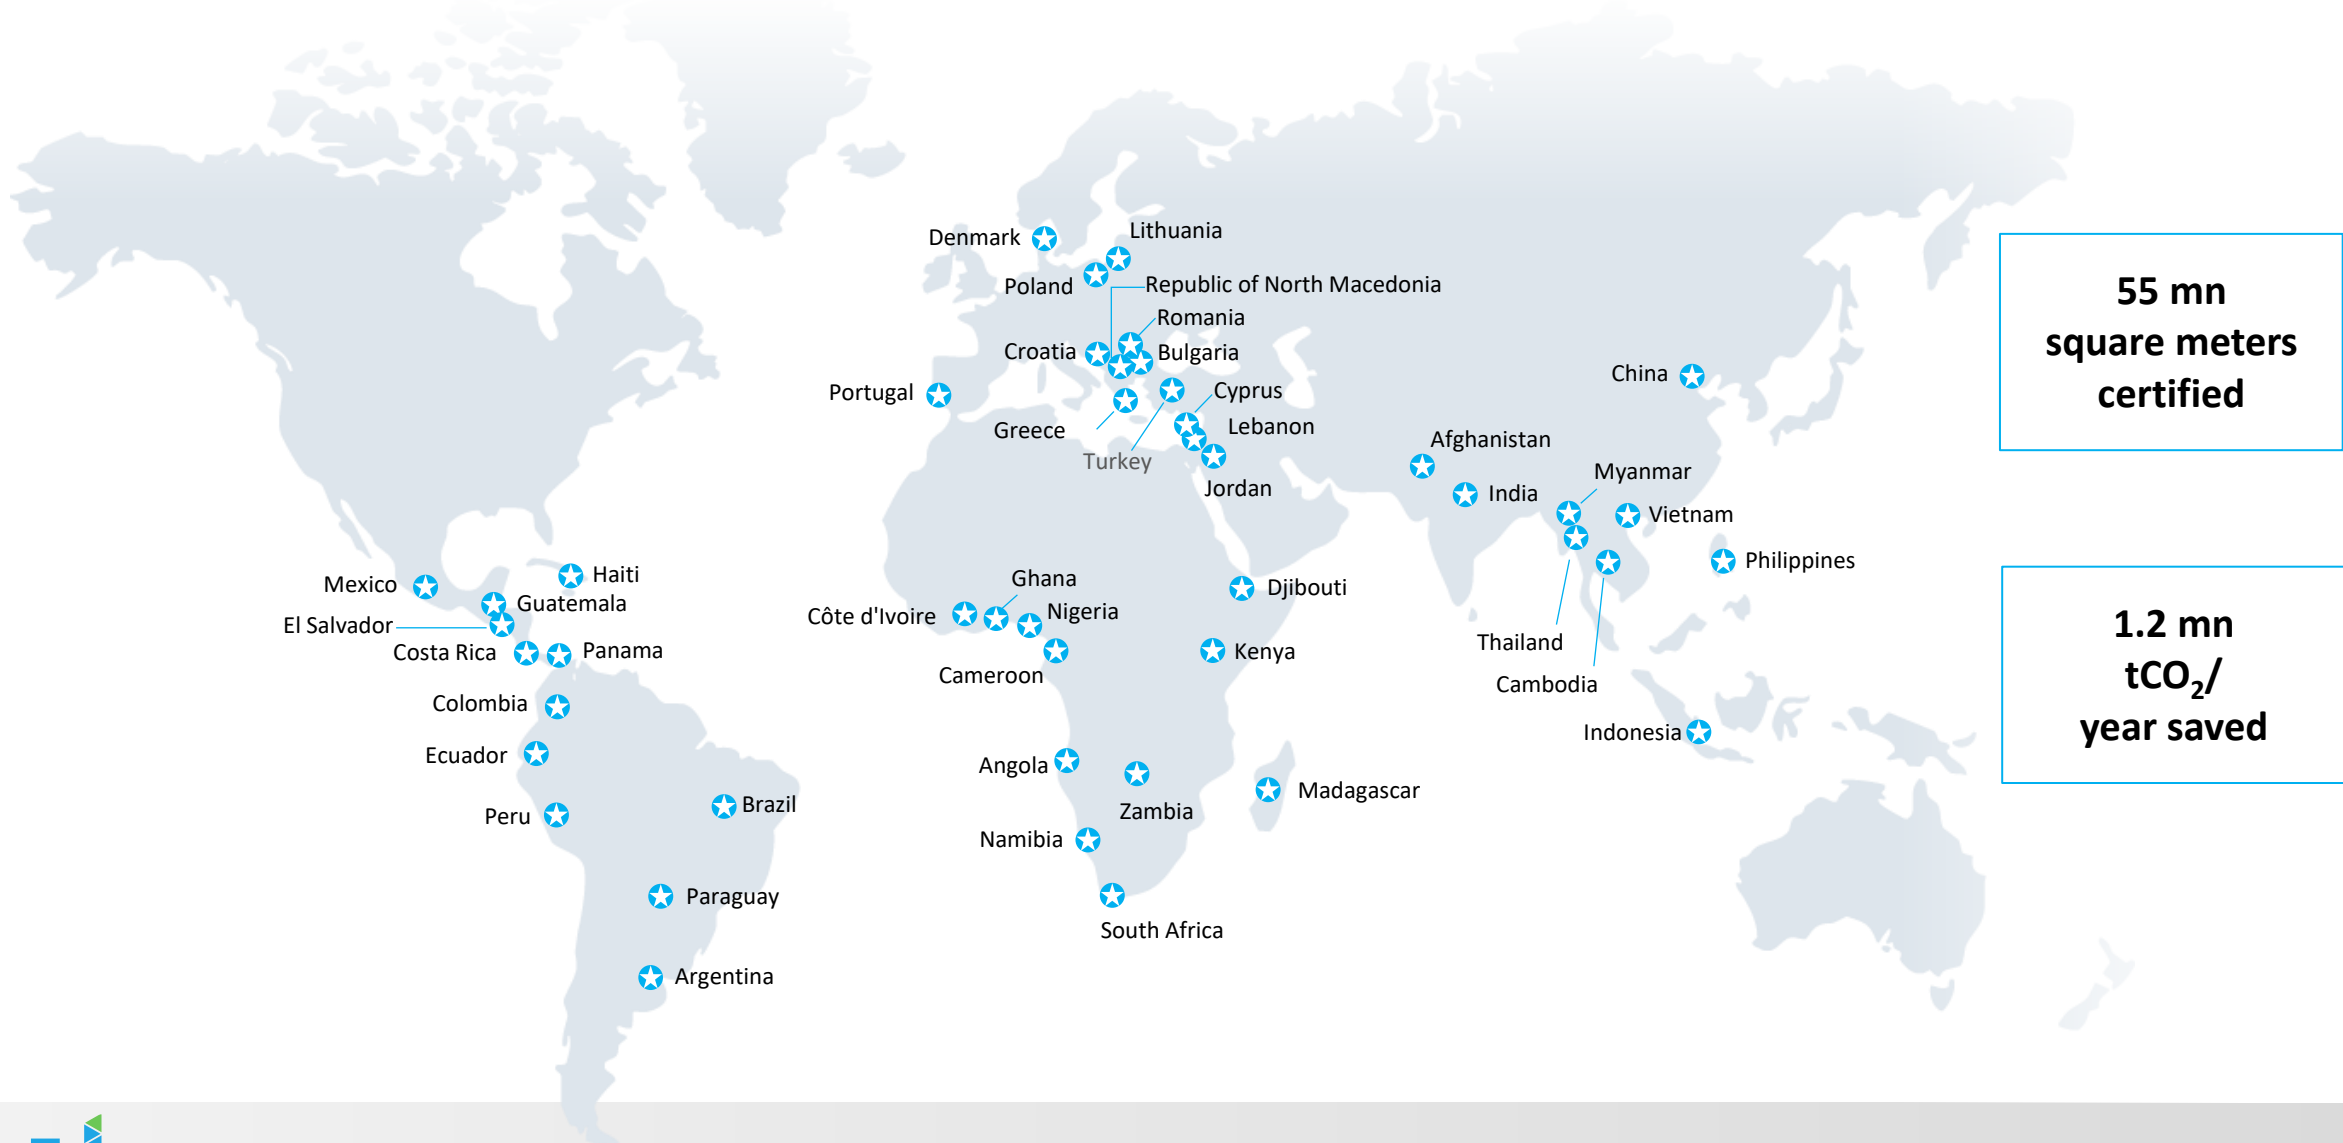 Denmark
Lithuania
Poland
Republic of North Macedonia
Romania
Croatia
Bulgaria
Portugal
Cyprus
Greece
Lebanon
Turkey
Jordan
China
Afghanistan
Myanmar
India
Vietnam
Philippines
Thailand
Cambodia
Indonesia
Mexico
Haiti
Guatemala
El Salvador
Costa Rica
Panama
Colombia
Ecuador
Peru
Brazil
Paraguay
Argentina
Ghana
Côte d'Ivoire
Nigeria
Cameroon
Djibouti
Kenya
Angola
Zambia
Madagascar
Namibia
South Africa
55 mn
square meters
certified
1.2 mn
tCO₂/
year saved